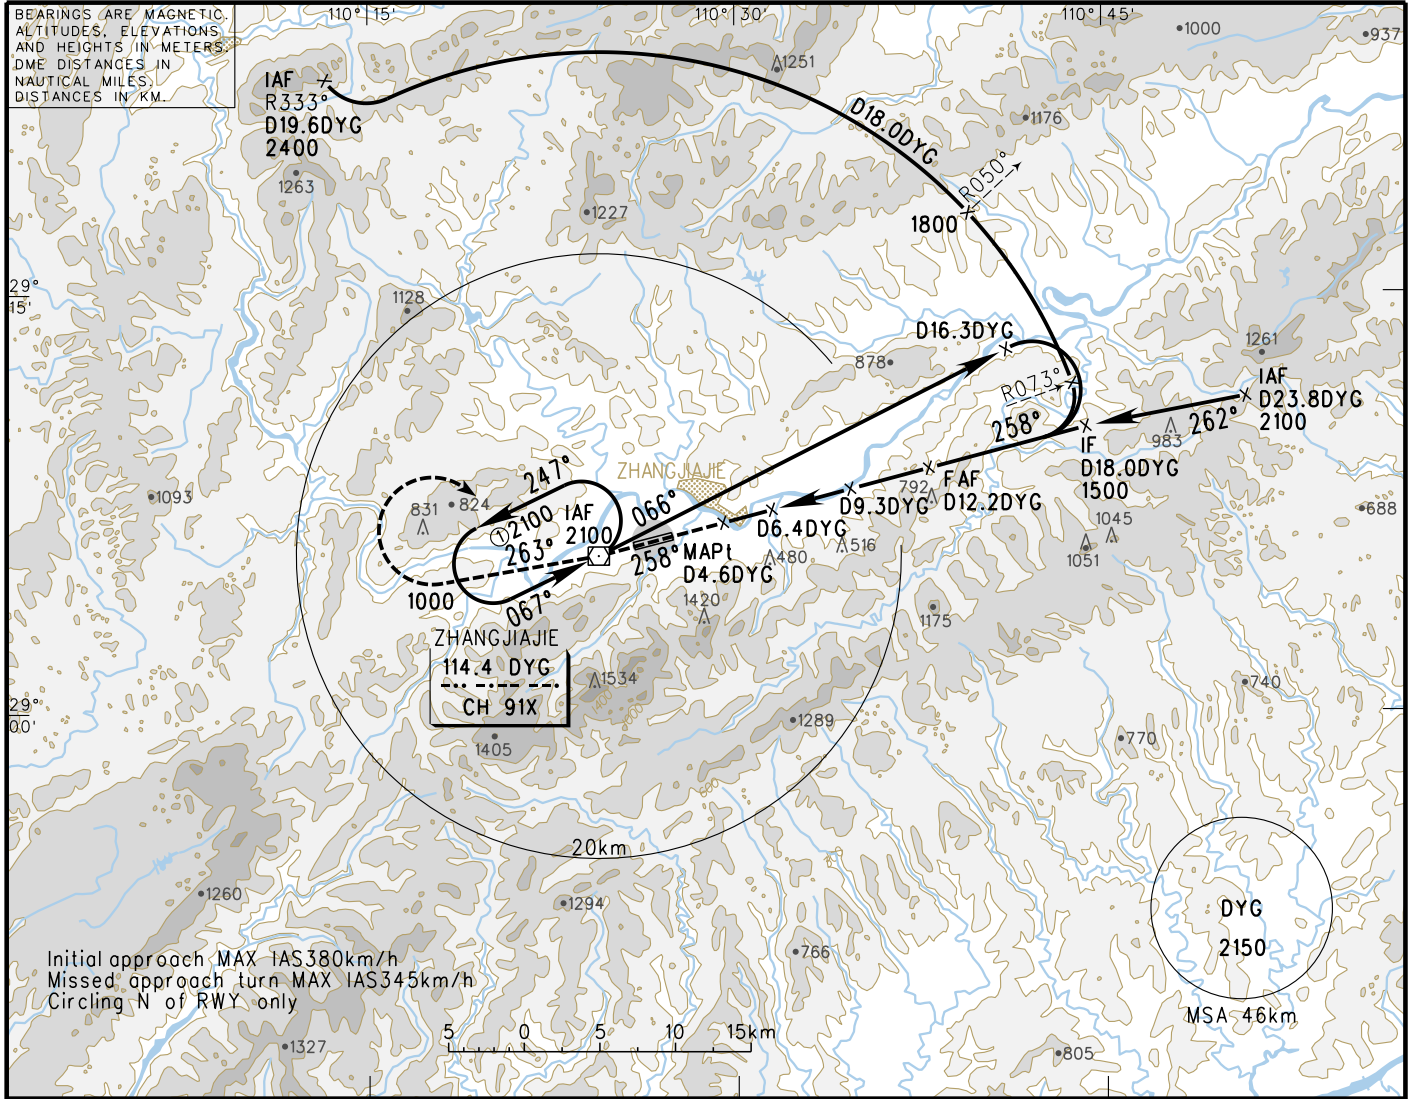 BEARINGS ARE MAGNETIC.
ALTITUDES, ELEVATIONS
AND HEIGHTS IN METERS.
DME DISTANCES IN
NAUTICAL MILES.
DISTANCES IN KM.
110° 15'
110° 30'
110° 45'
1000
937
IAF
R333°
D19.6DYG
2400
1251
D18.0DYG
1176
1263
R050°
1227
1800
29°
15'
1128
D16.3DYG
878
1261
R073°
IAF
D23.8DYG
2100
258°
262°
983
IF
D18.0DYG
1500
ZHANGJIAJIE
247°
792
FAF
D12.2DYG
D9.3DYG
1093
831
824
①2100
IAF
2100
066°
D6.4DYG
688
1045
263°
258°
MAPt
D4.6DYG
480
516
1051
1000
067°
1420
1175
ZHANGJIAJIE
114.4 DYG
CH 91X
1534
1400
1000
740
29°
00'
1405
1289
770
600
20km
300
1260
1294
DYG
2150
766
Initial approach MAX IAS380km/h
Missed approach turn MAX IAS345km/h
Circling N of RWY only
MSA 46km
5 0 5 10 15km
1327
805